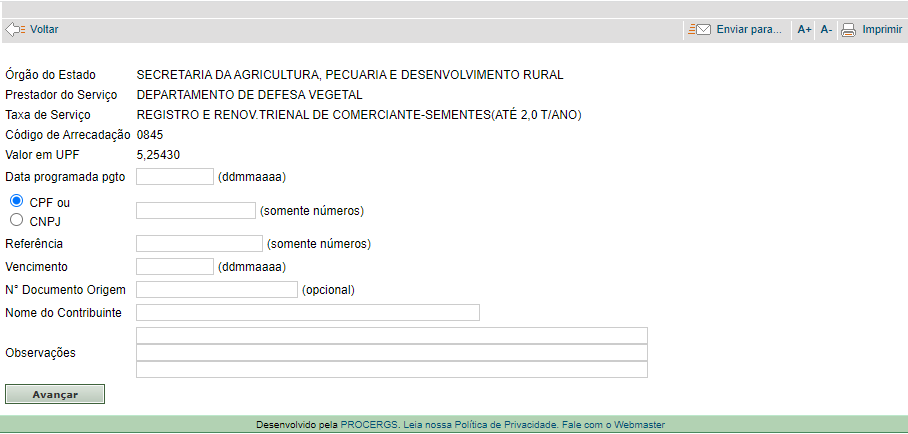 Voltar Enviar para... A+ A- Imprimir
Órgão do Estado SECRETARIA DA AGRICULTURA, PECUARIA E DESENVOLVIMENTO RURAL
Prestador do Serviço DEPARTAMENTO DE DEFESA VEGETAL
Taxa de Serviço REGISTRO E RENOV.TRIENAL DE COMERCIANTE-SEMENTES(ATÉ 2,0 T/ANO)
Código de Arrecadação 0845
Valor em UPF 5,25430
Data programada pgto (ddmmaaaa)
CPF ou
CNPJ (somente números)
Referência (somente números)
Vencimento (ddmmaaaa)
N° Documento Origem (opcional)
Nome do Contribuinte
Observações
Avançar
Desenvolvido pela PROCERGS. Leia nossa Política de Privacidade. Fale com o Webmaster